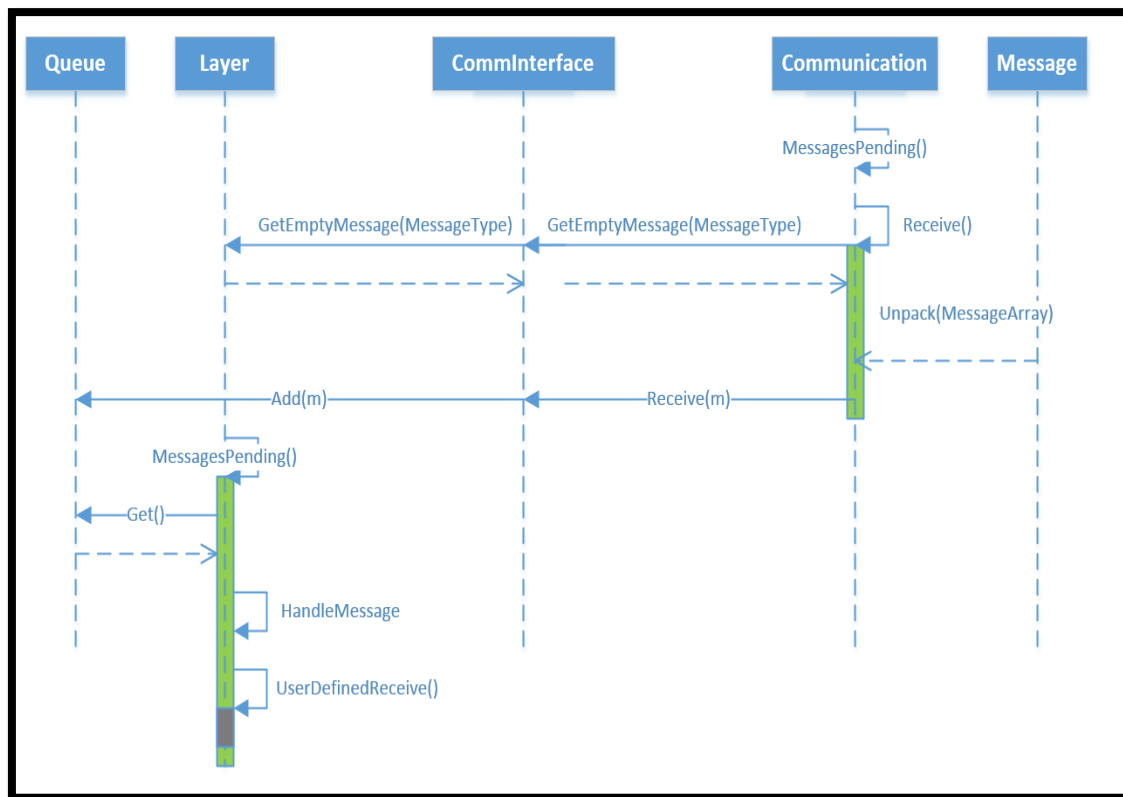 Queue
Layer
CommInterface
Communication
Message
MessagesPending()
GetEmptyMessage(MessageType)
GetEmptyMessage(MessageType)
Receive()
Unpack(MessageArray)
Add(m)
Receive(m)
MessagesPending()
Get()
HandleMessage
UserDefinedReceive()